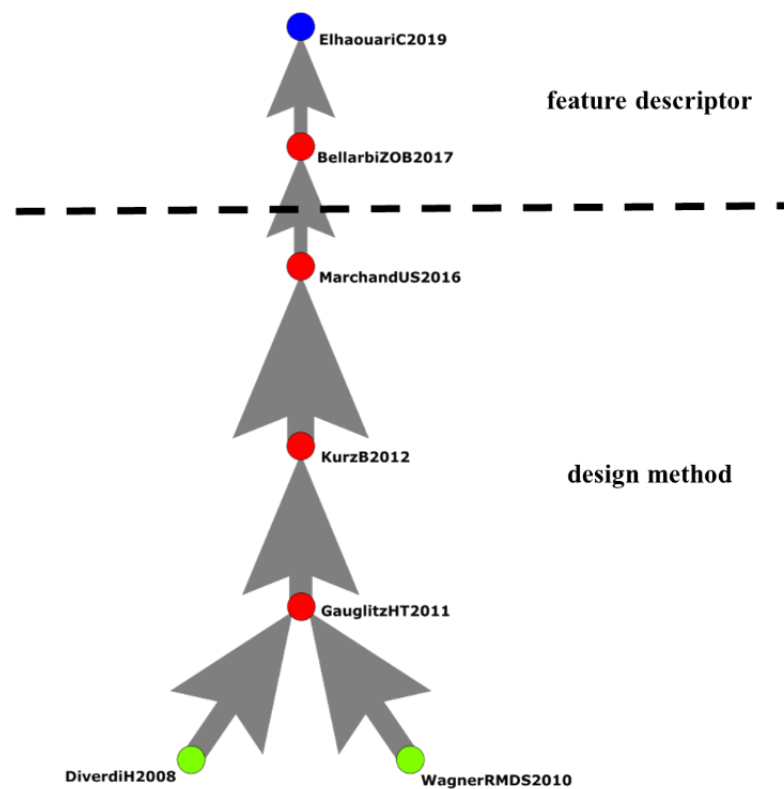 ElhaouariC2019
feature descriptor
BellarbiZOB2017
MarchandUS2016
KurzB2012
design method
GauglitzHT2011
DiverdiH2008
WagnerRMDS2010